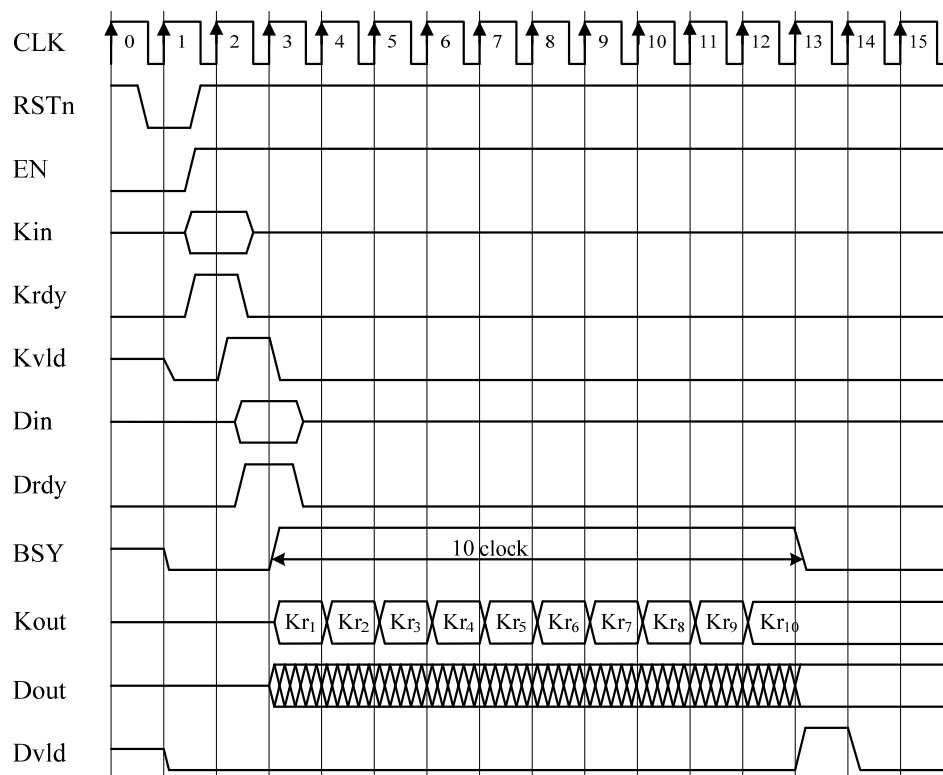 CLK 0 1 2 3 4 5 6 7 8 9 10 11 12 13 14 15
RSTn
EN
Kin
Krdy
Kvld
Din
Drdy
BSY 10 clock
Kout Kr₁ Kr₂ Kr₃ Kr₄ Kr₅ Kr₆ Kr₇ Kr₈ Kr₉ Kr₁₀
Dout
Dvld